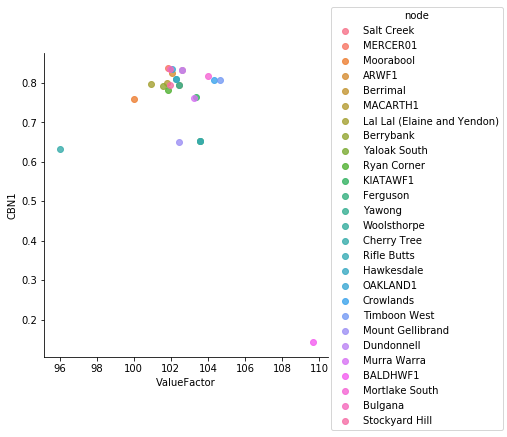 node
Salt Creek
MERCER01
Moorabool
ARWF1
Berrimal
MACARTH1
Lal Lal (Elaine and Yendon)
Berrybank
Yaloak South
Ryan Corner
KIATAWF1
Ferguson
Yawong
Woolsthorpe
Cherry Tree
Rifle Butts
Hawkesdale
OAKLAND1
Crowlands
Timboon West
Mount Gellibrand
Dundonnell
Murra Warra
BALDHWF1
Mortlake South
Bulgana
Stockyard Hill
CBN1
0.8
0.7
0.6
0.5
0.4
0.3
0.2
96 98 100 102 104 106 108 110
ValueFactor